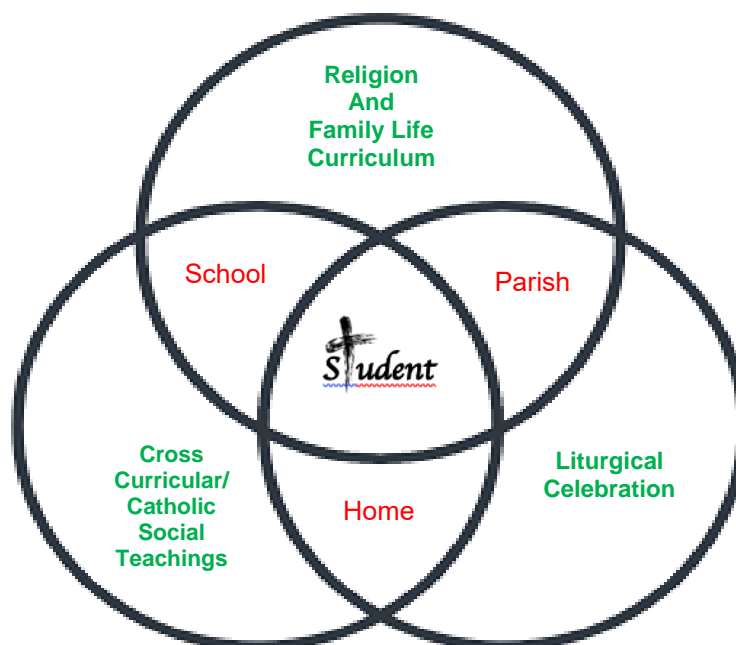 Religion
And
Family Life
Curriculum
School
Parish
Student
Cross
Curricular/
Catholic
Social
Teachings
Liturgical
Celebration
Home